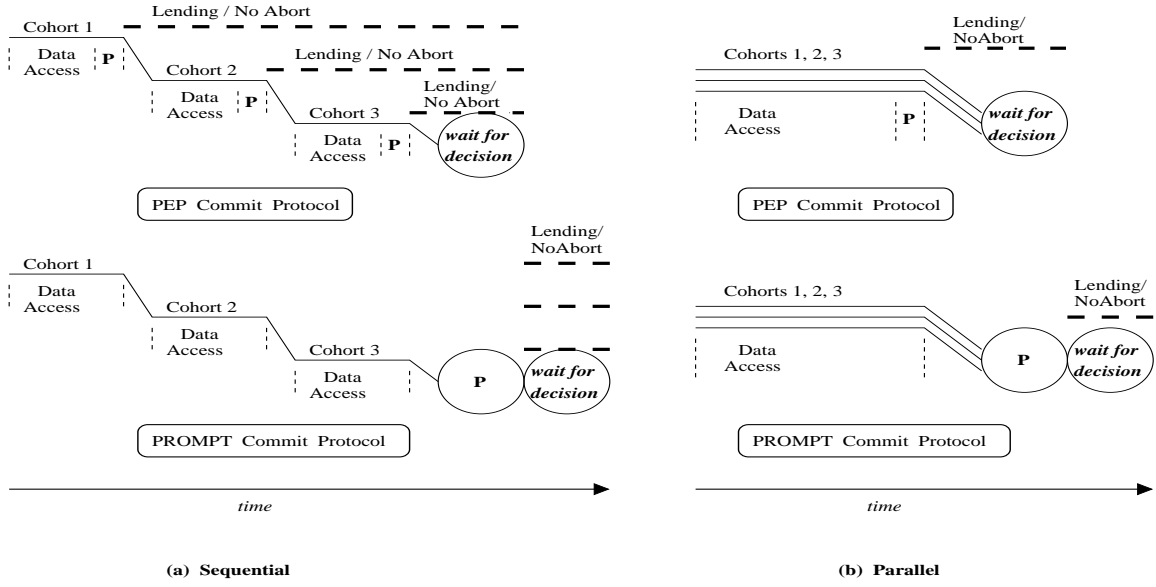 Lending / No Abort
Cohort 1
Data
Access
P
Lending / No Abort
Cohort 2
Data
Access
P
Lending/
No Abort
Cohort 3
Data
Access
P
wait for
decision
PEP Commit Protocol
Lending/
NoAbort
Cohort 1
Data
Access
Cohort 2
Data
Access
Cohort 3
Data
Access
P
wait for
decision
PROMPT Commit Protocol
time
(a) Sequential
Lending/
NoAbort
Cohorts 1, 2, 3
Data
Access
P
wait for
decision
PEP Commit Protocol
Lending/
NoAbort
Cohorts 1, 2, 3
Data
Access
P
wait for
decision
PROMPT Commit Protocol
time
(b) Parallel